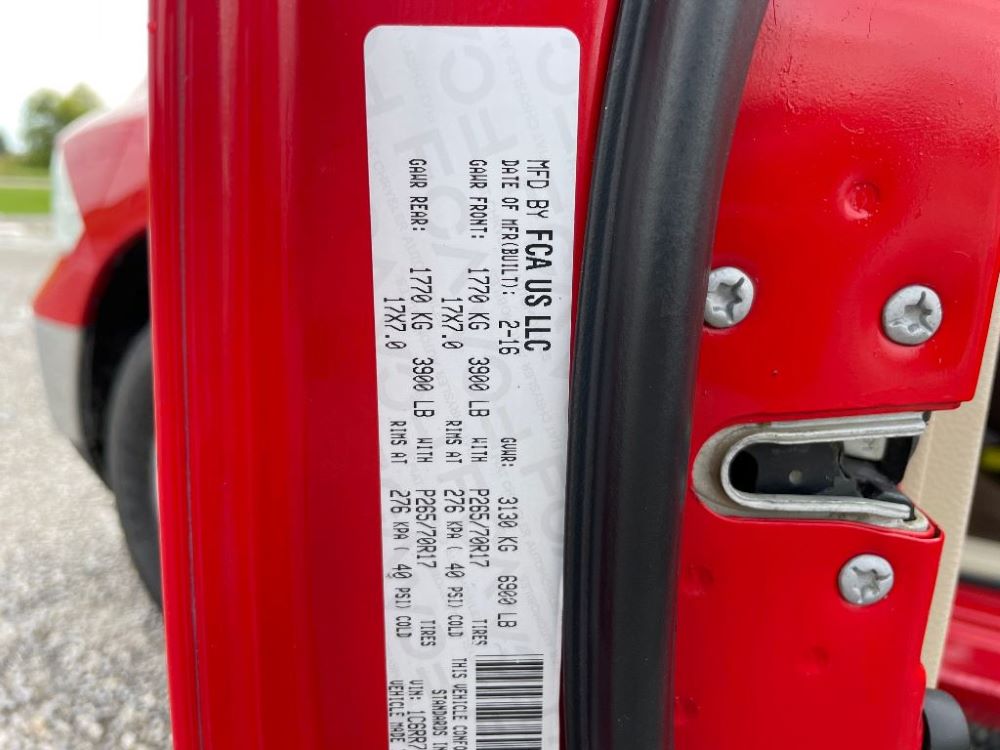 MFD BY FCA US LLC
DATE OF MFR(BUILT): 2-16 GVWR: 3130 KG 6900 LB
GAWR FRONT: 1770 KG 3900 LB WITH P265/70R17 TIRES
17X7.0 RIMS AT 276 KPA ( 40 PSI) COLD
GAWR REAR: 1770 KG 3900 LB WITH P265/70R17 TIRES
17X7.0 RIMS AT 276 KPA ( 40 PSI) COLD
THIS VEHICLE CONFO
STANDARDS IN
VIN: 1C6RR7
VEHICLE MADE